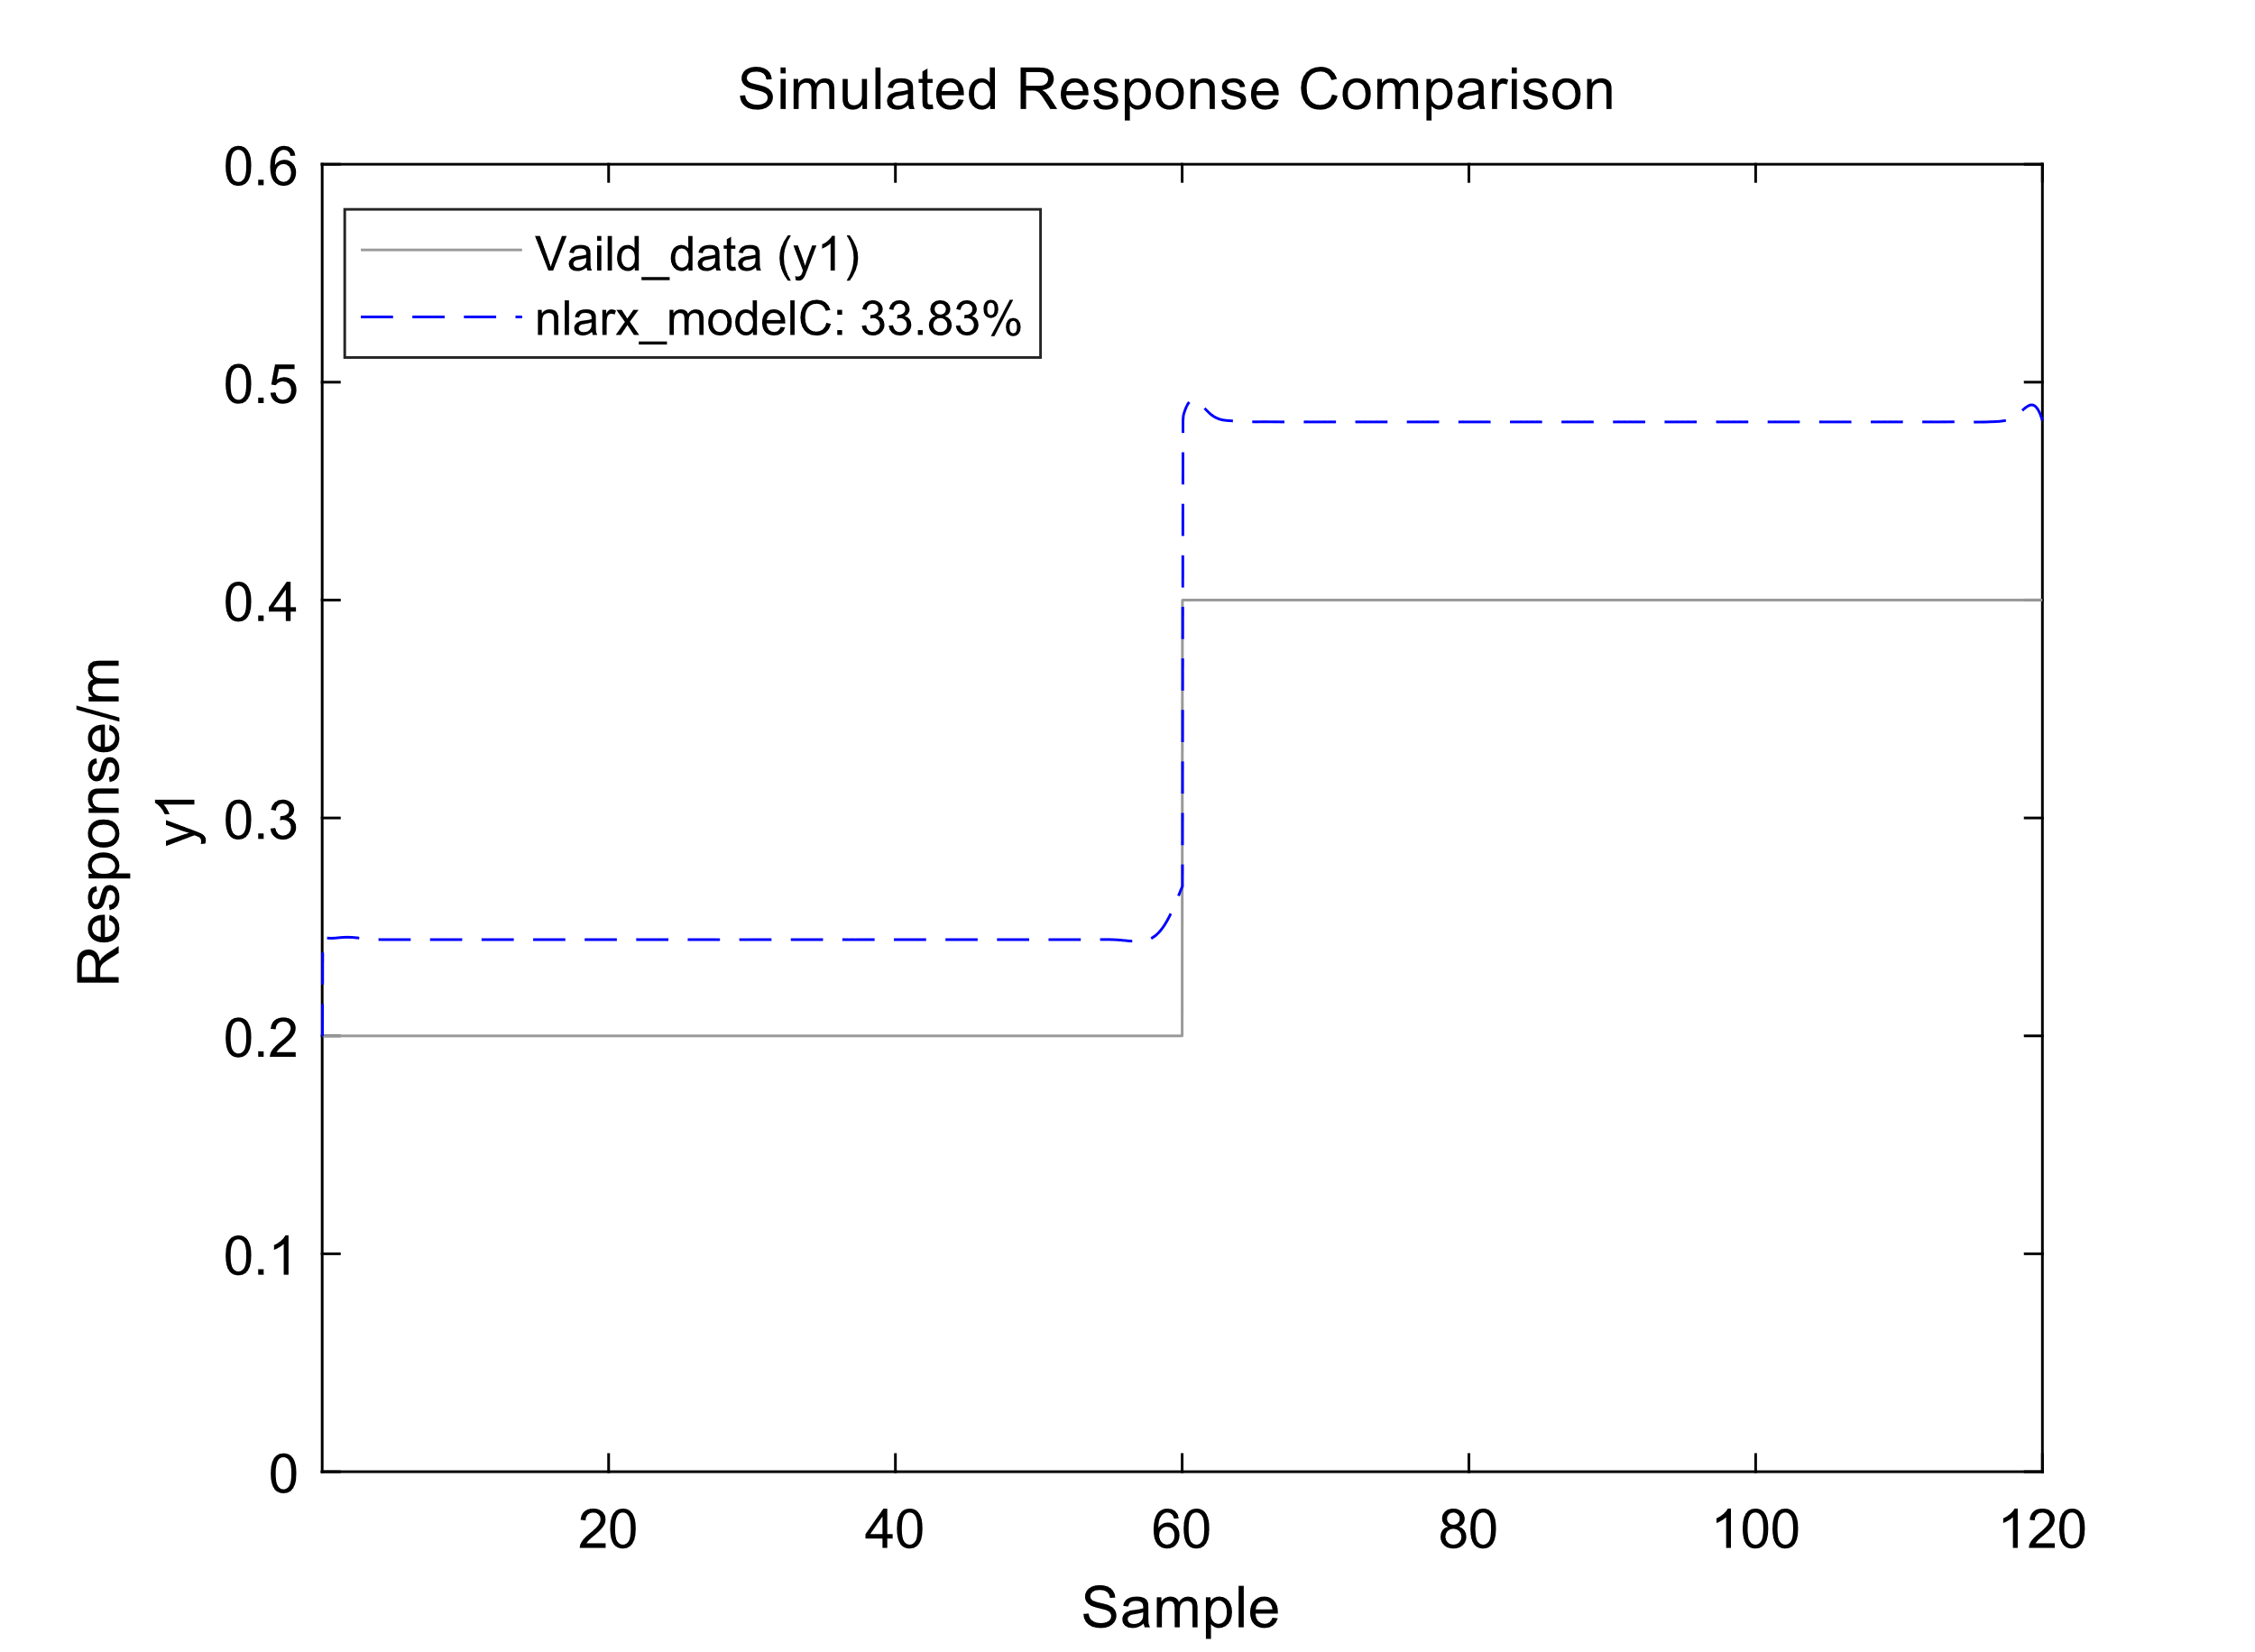 Simulated Response Comparison
0.6
0.5
0.4
0.3
0.2
0.1
0
Vaild_data (y1)
nlarx_modelC: 33.83%
Response/m
y1
20 40 60 80 100 120
Sample